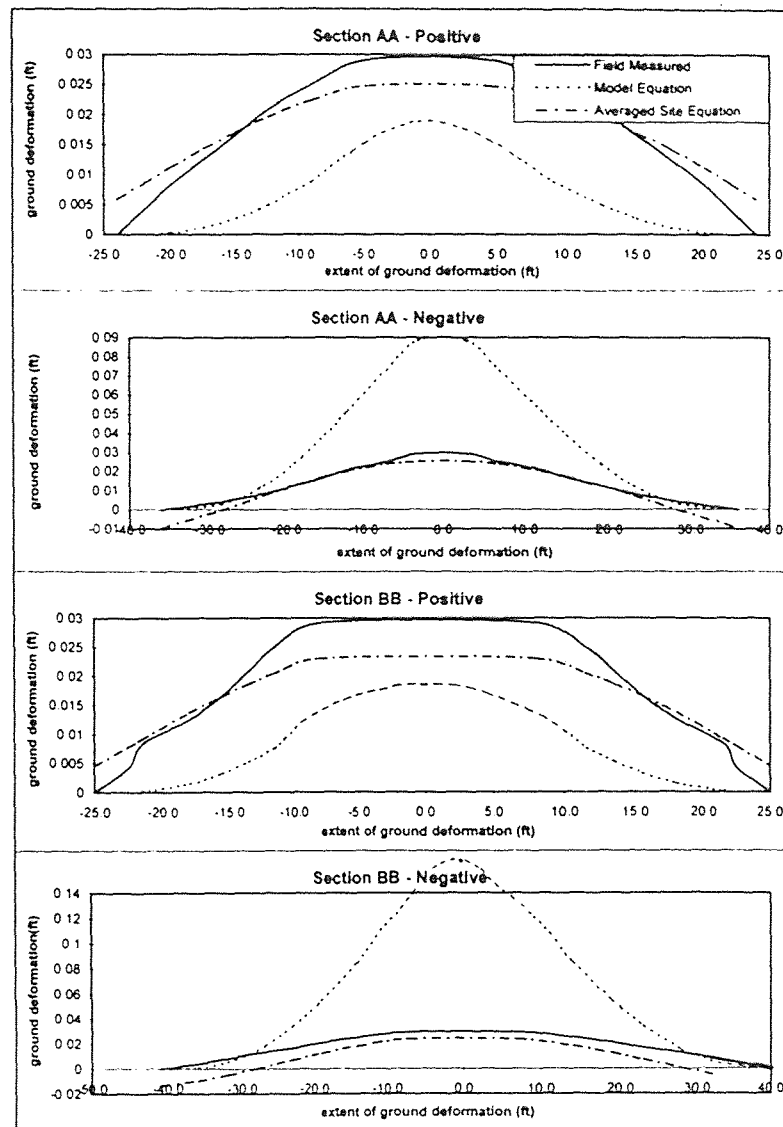 Section AA - Positive
ground deformation (ft)
0 03
0 025
0 02
0 015
0 01
0 005
0
Field Measured
Model Equation
Averaged Site Equation
-25.0 -20.0 -15.0 -10 0 -5 0 0.0 5 0 10 0 15 0 20 0 25.0
extent of ground deformation (ft)
Section AA - Negative
ground deformation (ft)
0 09
0 08
0 07
0 06
0 05
0 04
0 03
0 02
0 01
0
-0 01
-40.0 -30.0 -20 0 -10.0 0.0 10 0 20 0 30.0 40.0
extent of ground deformation (ft)
Section BB - Positive
ground deformation (ft)
0 03
0 025
0 02
0 015
0 01
0 005
0
-25 0 -20 0 -15.0 -10.0 -5 0 0 0 5 0 10.0 15 0 20 0 25 0
extent of ground deformation (ft)
Section BB - Negative
ground deformation(ft)
0 14
0 12
0 1
0 08
0 06
0 04
0 02
0
-0 02
-50.0 -40.0 -30 0 -20 0 -10.0 0.0 10 0 20 0 30 0 40.0
extent of ground deformation (ft)